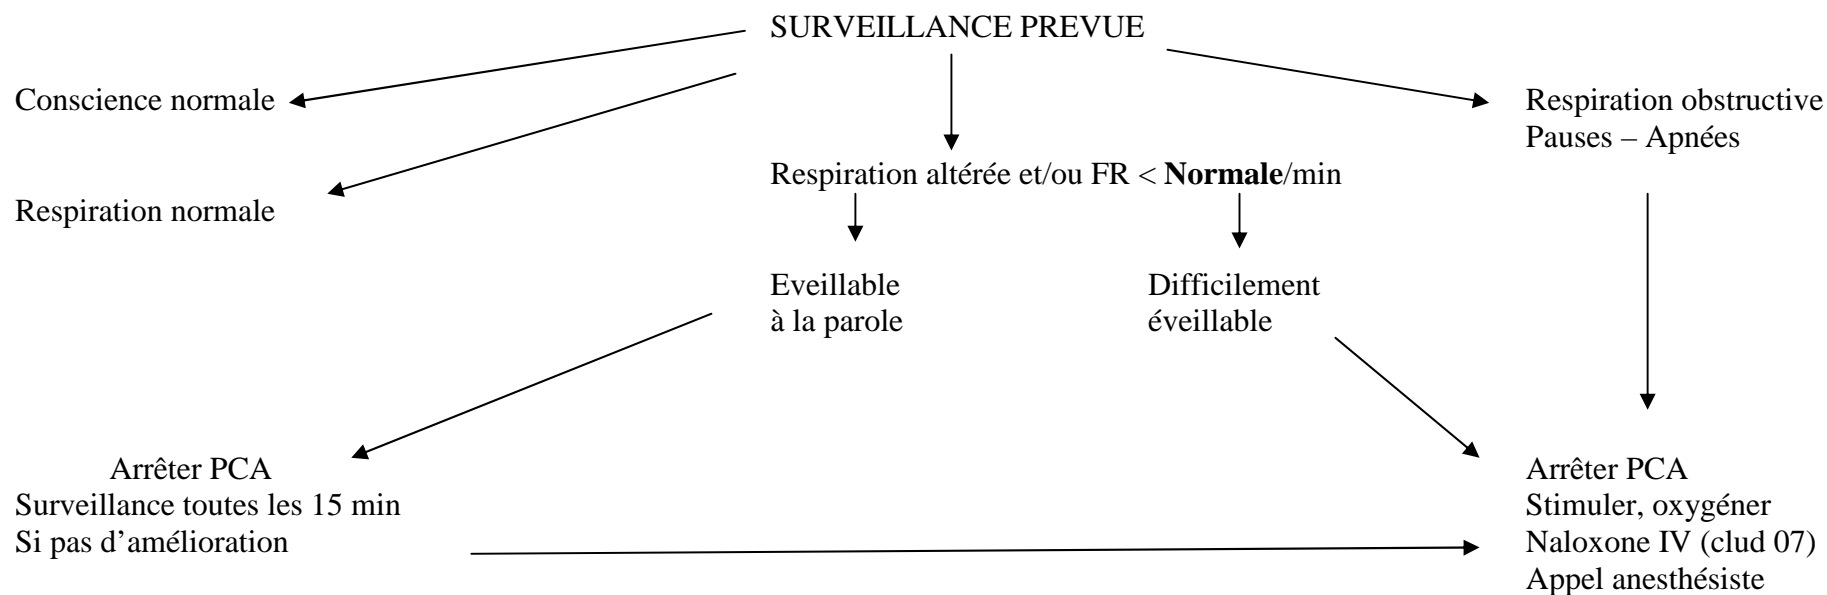 SURVEILLANCE PREVUE
Conscience normale
Respiration obstructive
Pauses – Apnées
Respiration altérée et/ou FR < Normale/min
Respiration normale
Eveillable
à la parole
Difficilement
éveillable
Arrêter PCA
Surveillance toutes les 15 min
Si pas d’amélioration
Arrêter PCA
Stimuler, oxygéner
Naloxone IV (clud 07)
Appel anesthésiste